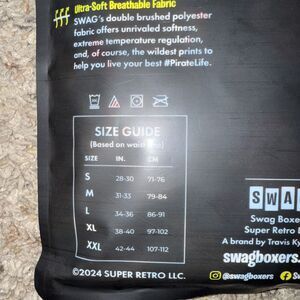 Ultra-Soft Breathable Fabric
SWAG's double brushed polyester
fabric offers unrivaled softness,
extreme temperature regulation,
and, of course, the wildest prints to
help you live your best #PirateLife.
SIZE GUIDE
(Based on waist
SIZE IN. CM
S 28-30 71-76
M 31-33 79-84
L 34-36 86-91
XL 38-40 97-102
XXL 42-44 107-112
SWA
Swag Boxe
Super Retro
A brand by Travis Ky
swagboxers.
©2024 SUPER RETRO LLC.
@swagboxers